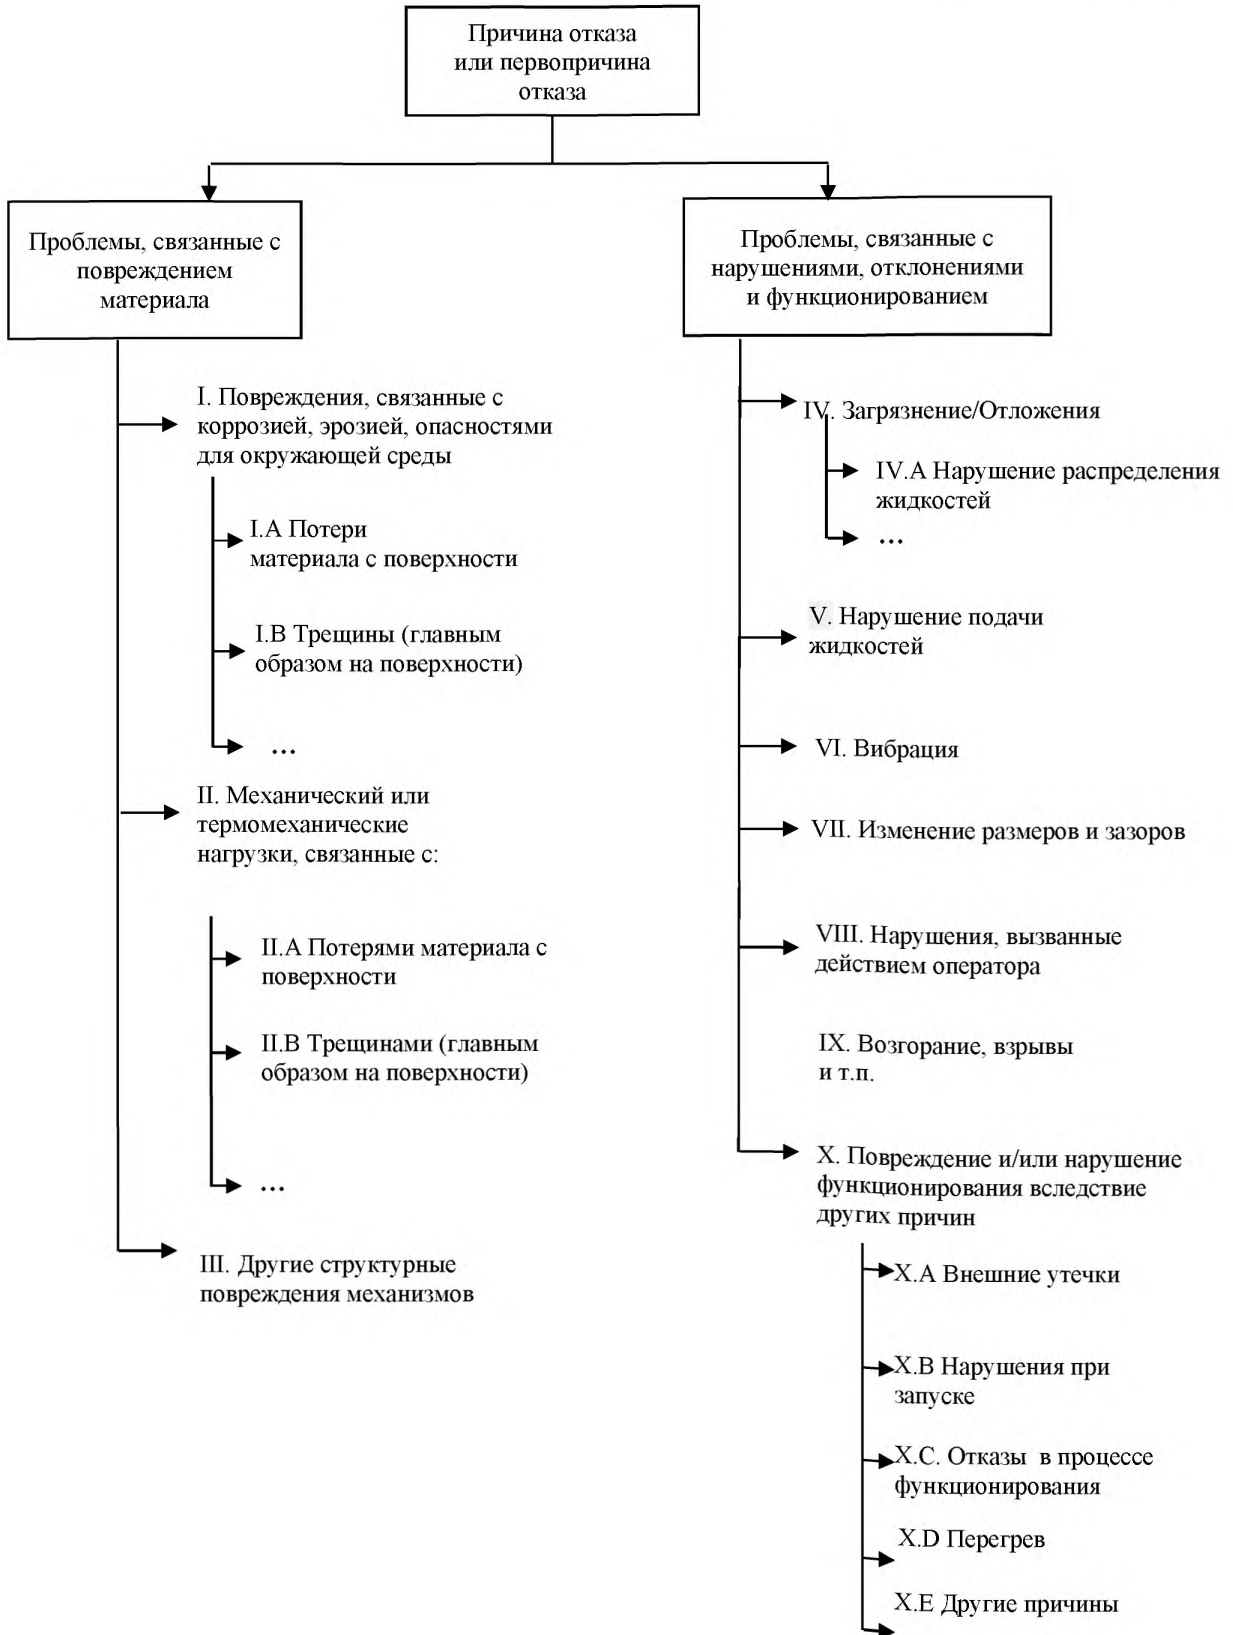 Причина отказа
или первопричина
отказа
Проблемы, связанные с
повреждением
материала
I. Повреждения, связанные с
коррозией, эрозией, опасностями
для окружающей среды
I.A Потери
материала с поверхности
I.B Трещины (главным
образом на поверхности)
...
II. Механический или
термомеханические
нагрузки, связанные с:
II.A Потерями материала с
поверхности
II.B Трещинами (главным
образом на поверхности)
...
III. Другие структурные
повреждения механизмов
Проблемы, связанные с
нарушениями, отклонениями
и функционированием
IV. Загрязнение/Отложения
IV.A Нарушение распределения
жидкостей
...
V. Нарушение подачи
жидкостей
VI. Вибрация
VII. Изменение размеров и зазоров
VIII. Нарушения, вызванные
действием оператора
IX. Возгорание, взрывы
и т.п.
X. Повреждение и/или нарушение
функционирования вследствие
других причин
X.A Внешние утечки
X.B Нарушения при
запуске
X.C. Отказы в процессе
функционирования
X.D Перегрев
X.E Другие причины